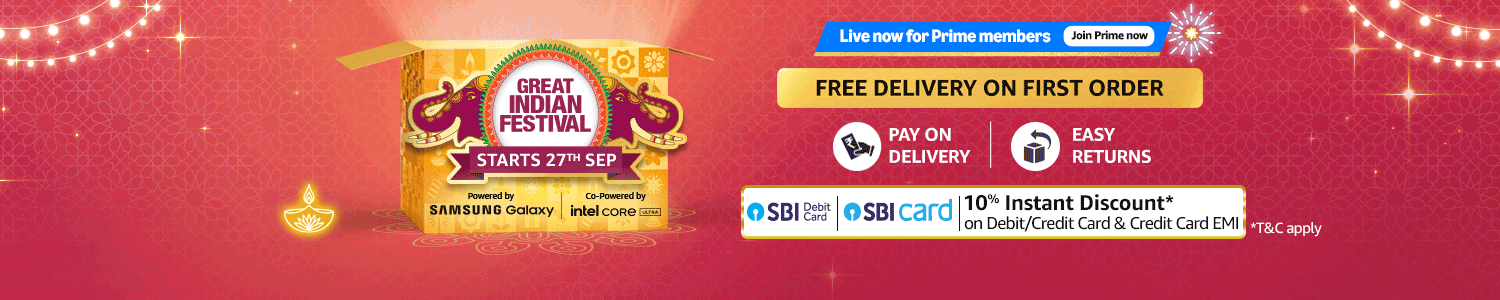 GREAT
INDIAN
FESTIVAL
STARTS 27TH SEP
Powered by
SAMSUNG Galaxy
Co-Powered by
intel CORE ULTRA
Live now for Prime members
Join Prime now
FREE DELIVERY ON FIRST ORDER
PAY ON
DELIVERY
EASY
RETURNS
SBI Debit
Card
SBI card
10% Instant Discount*
on Debit/Credit Card & Credit Card EMI
*T&C apply